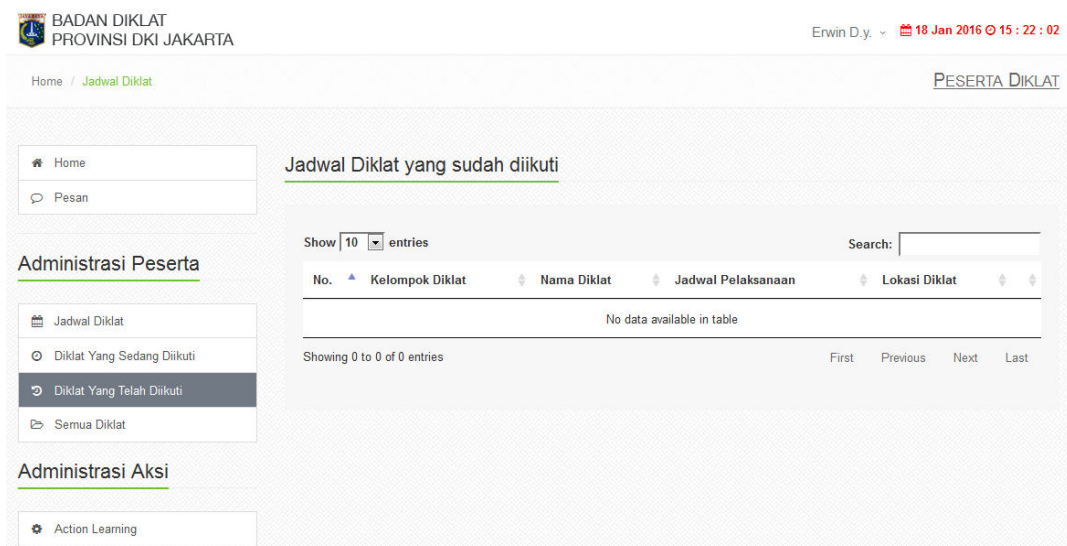 BADAN DIKLAT
PROVINSI DKI JAKARTA
Erwin D.y. 18 Jan 2016 15 : 22 : 02
Home / Jadwal Diklat
PESERTA DIKLAT
Home
Pesan
Administrasi Peserta
Jadwal Diklat
Diklat Yang Sedang Diikuti
Diklat Yang Telah Diikuti
Semua Diklat
Administrasi Aksi
Action Learning
Jadwal Diklat yang sudah diikuti
Show 10 entries Search:
No. Kelompok Diklat Nama Diklat Jadwal Pelaksanaan Lokasi Diklat
No data available in table
Showing 0 to 0 of 0 entries First Previous Next Last